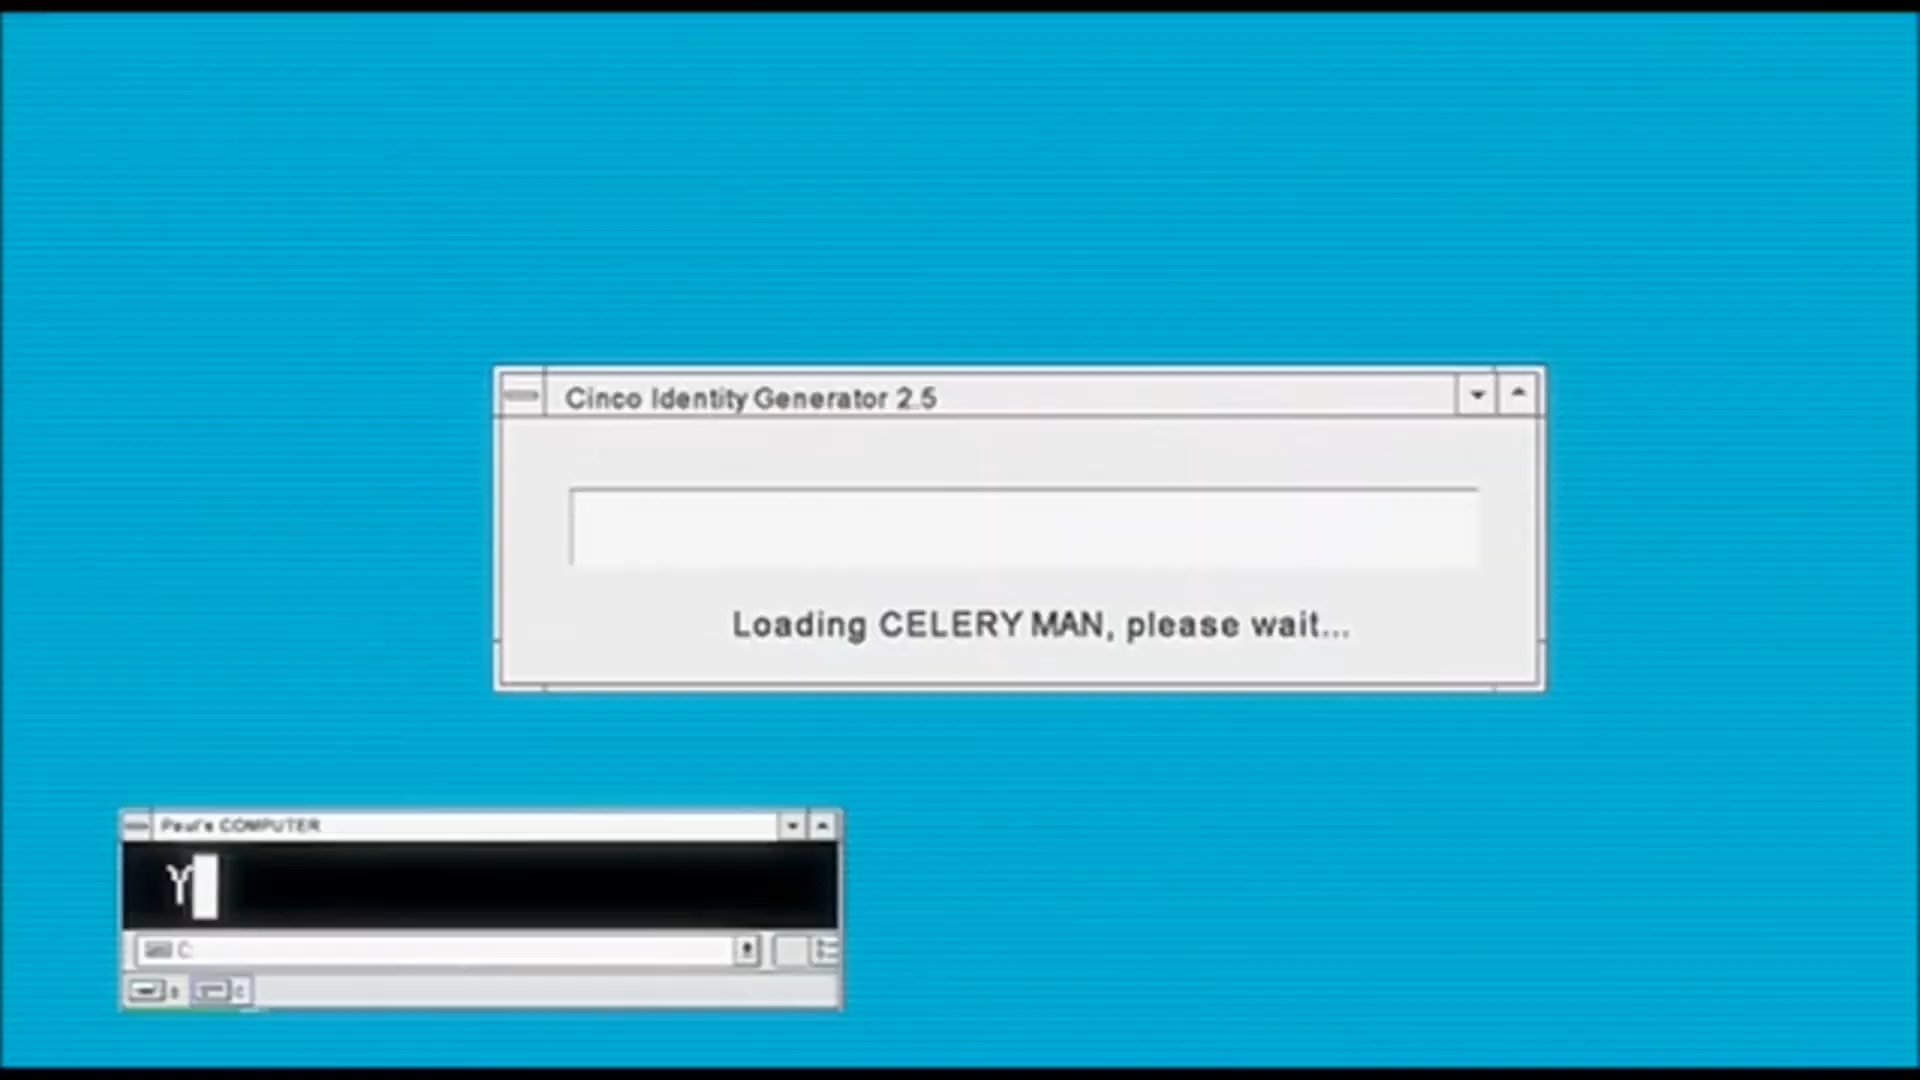 Cinco Identity Generator 2.5
Loading CELERY MAN, please wait...
Paul's COMPUTER
Y
C:
a
c